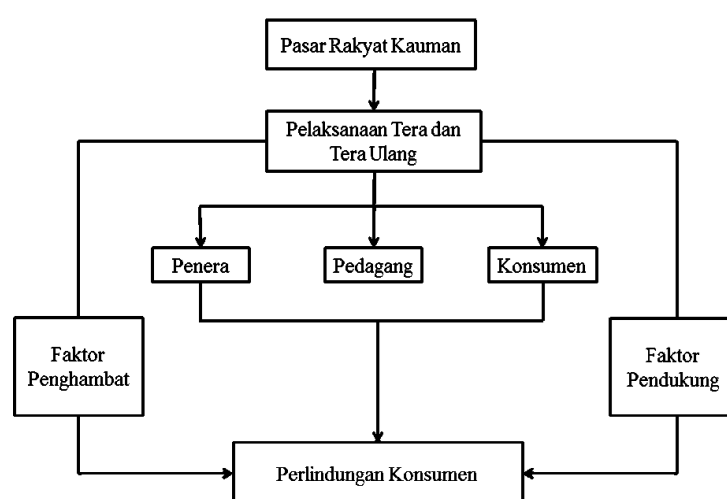 Pasar Rakyat Kauman
Pelaksanaan Tera dan
Tera Ulang
Penera
Pedagang
Konsumen
Faktor
Penghambat
Faktor
Pendukung
Perlindungan Konsumen